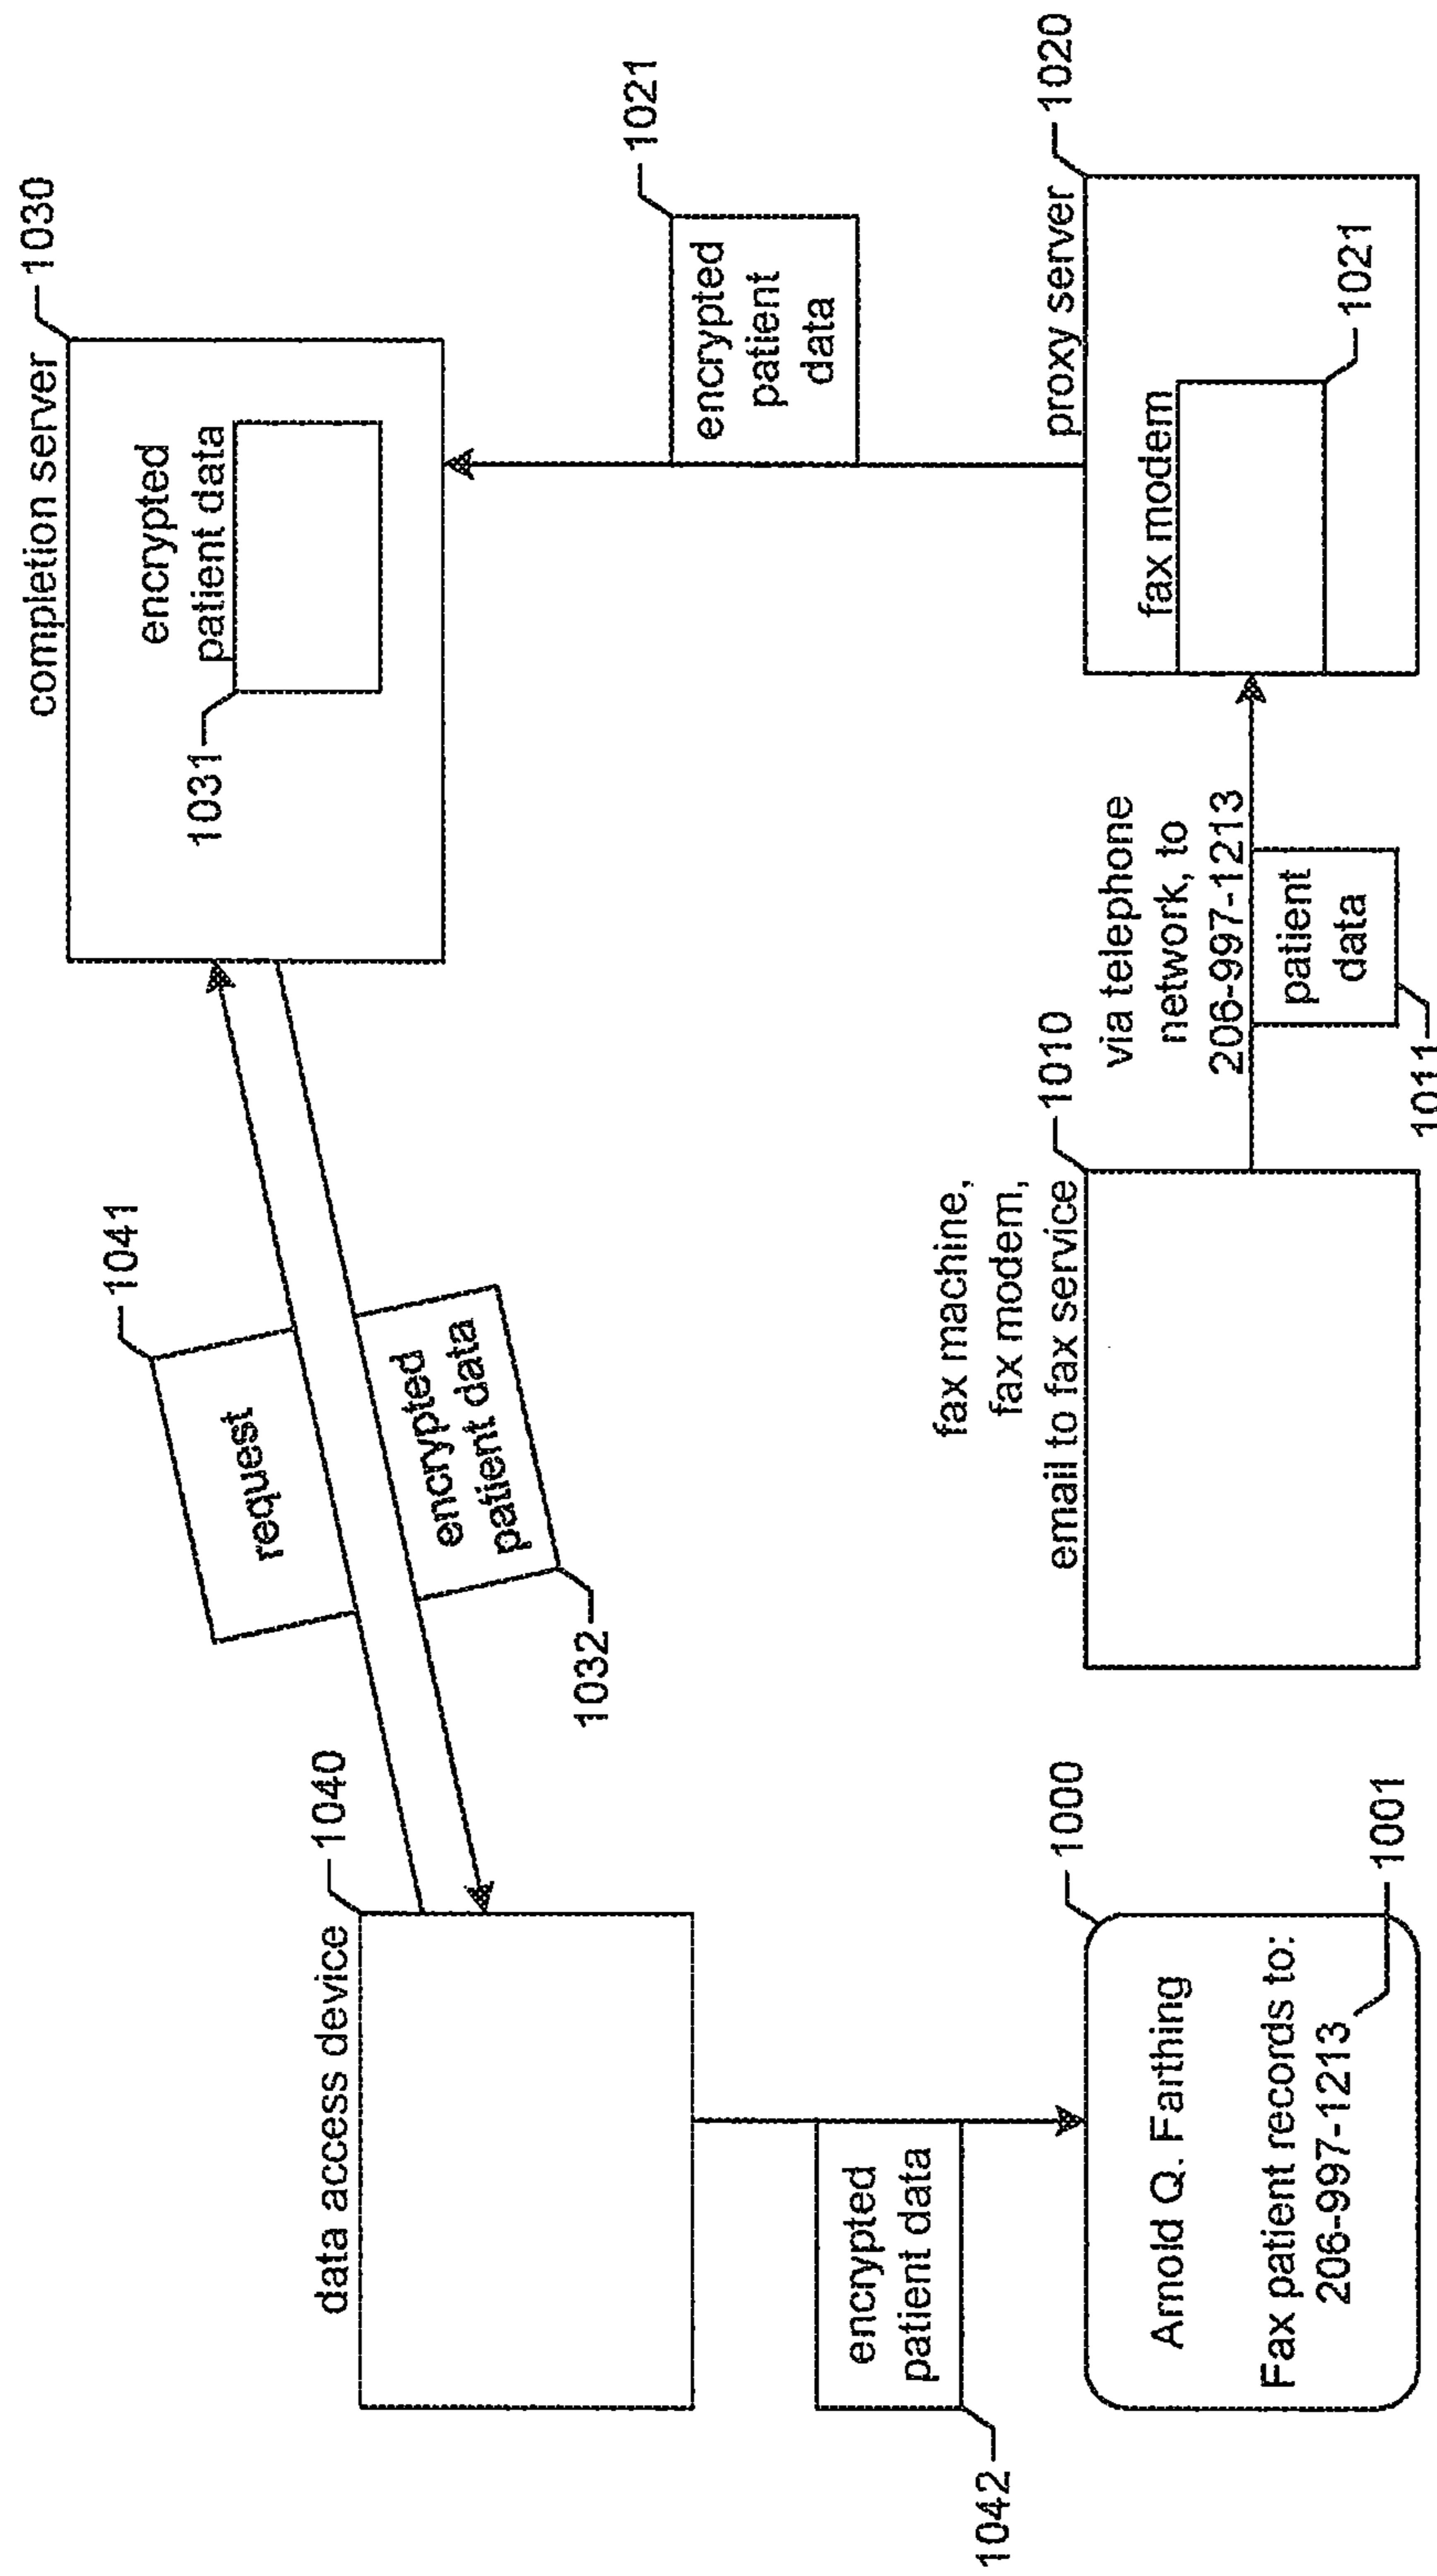 completion server
1030
encrypted
patient data
1031
1041
request
encrypted
patient data
1032
encrypted
patient
data
1021
data access device
1040
encrypted
patient data
1042
Arnold Q. Farthing
Fax patient records to:
206-997-1213
1000
1001
fax machine,
fax modem,
email to fax service
1010
via telephone
network, to
206-997-1213
patient
data
1011
proxy server
1020
fax modem
1021